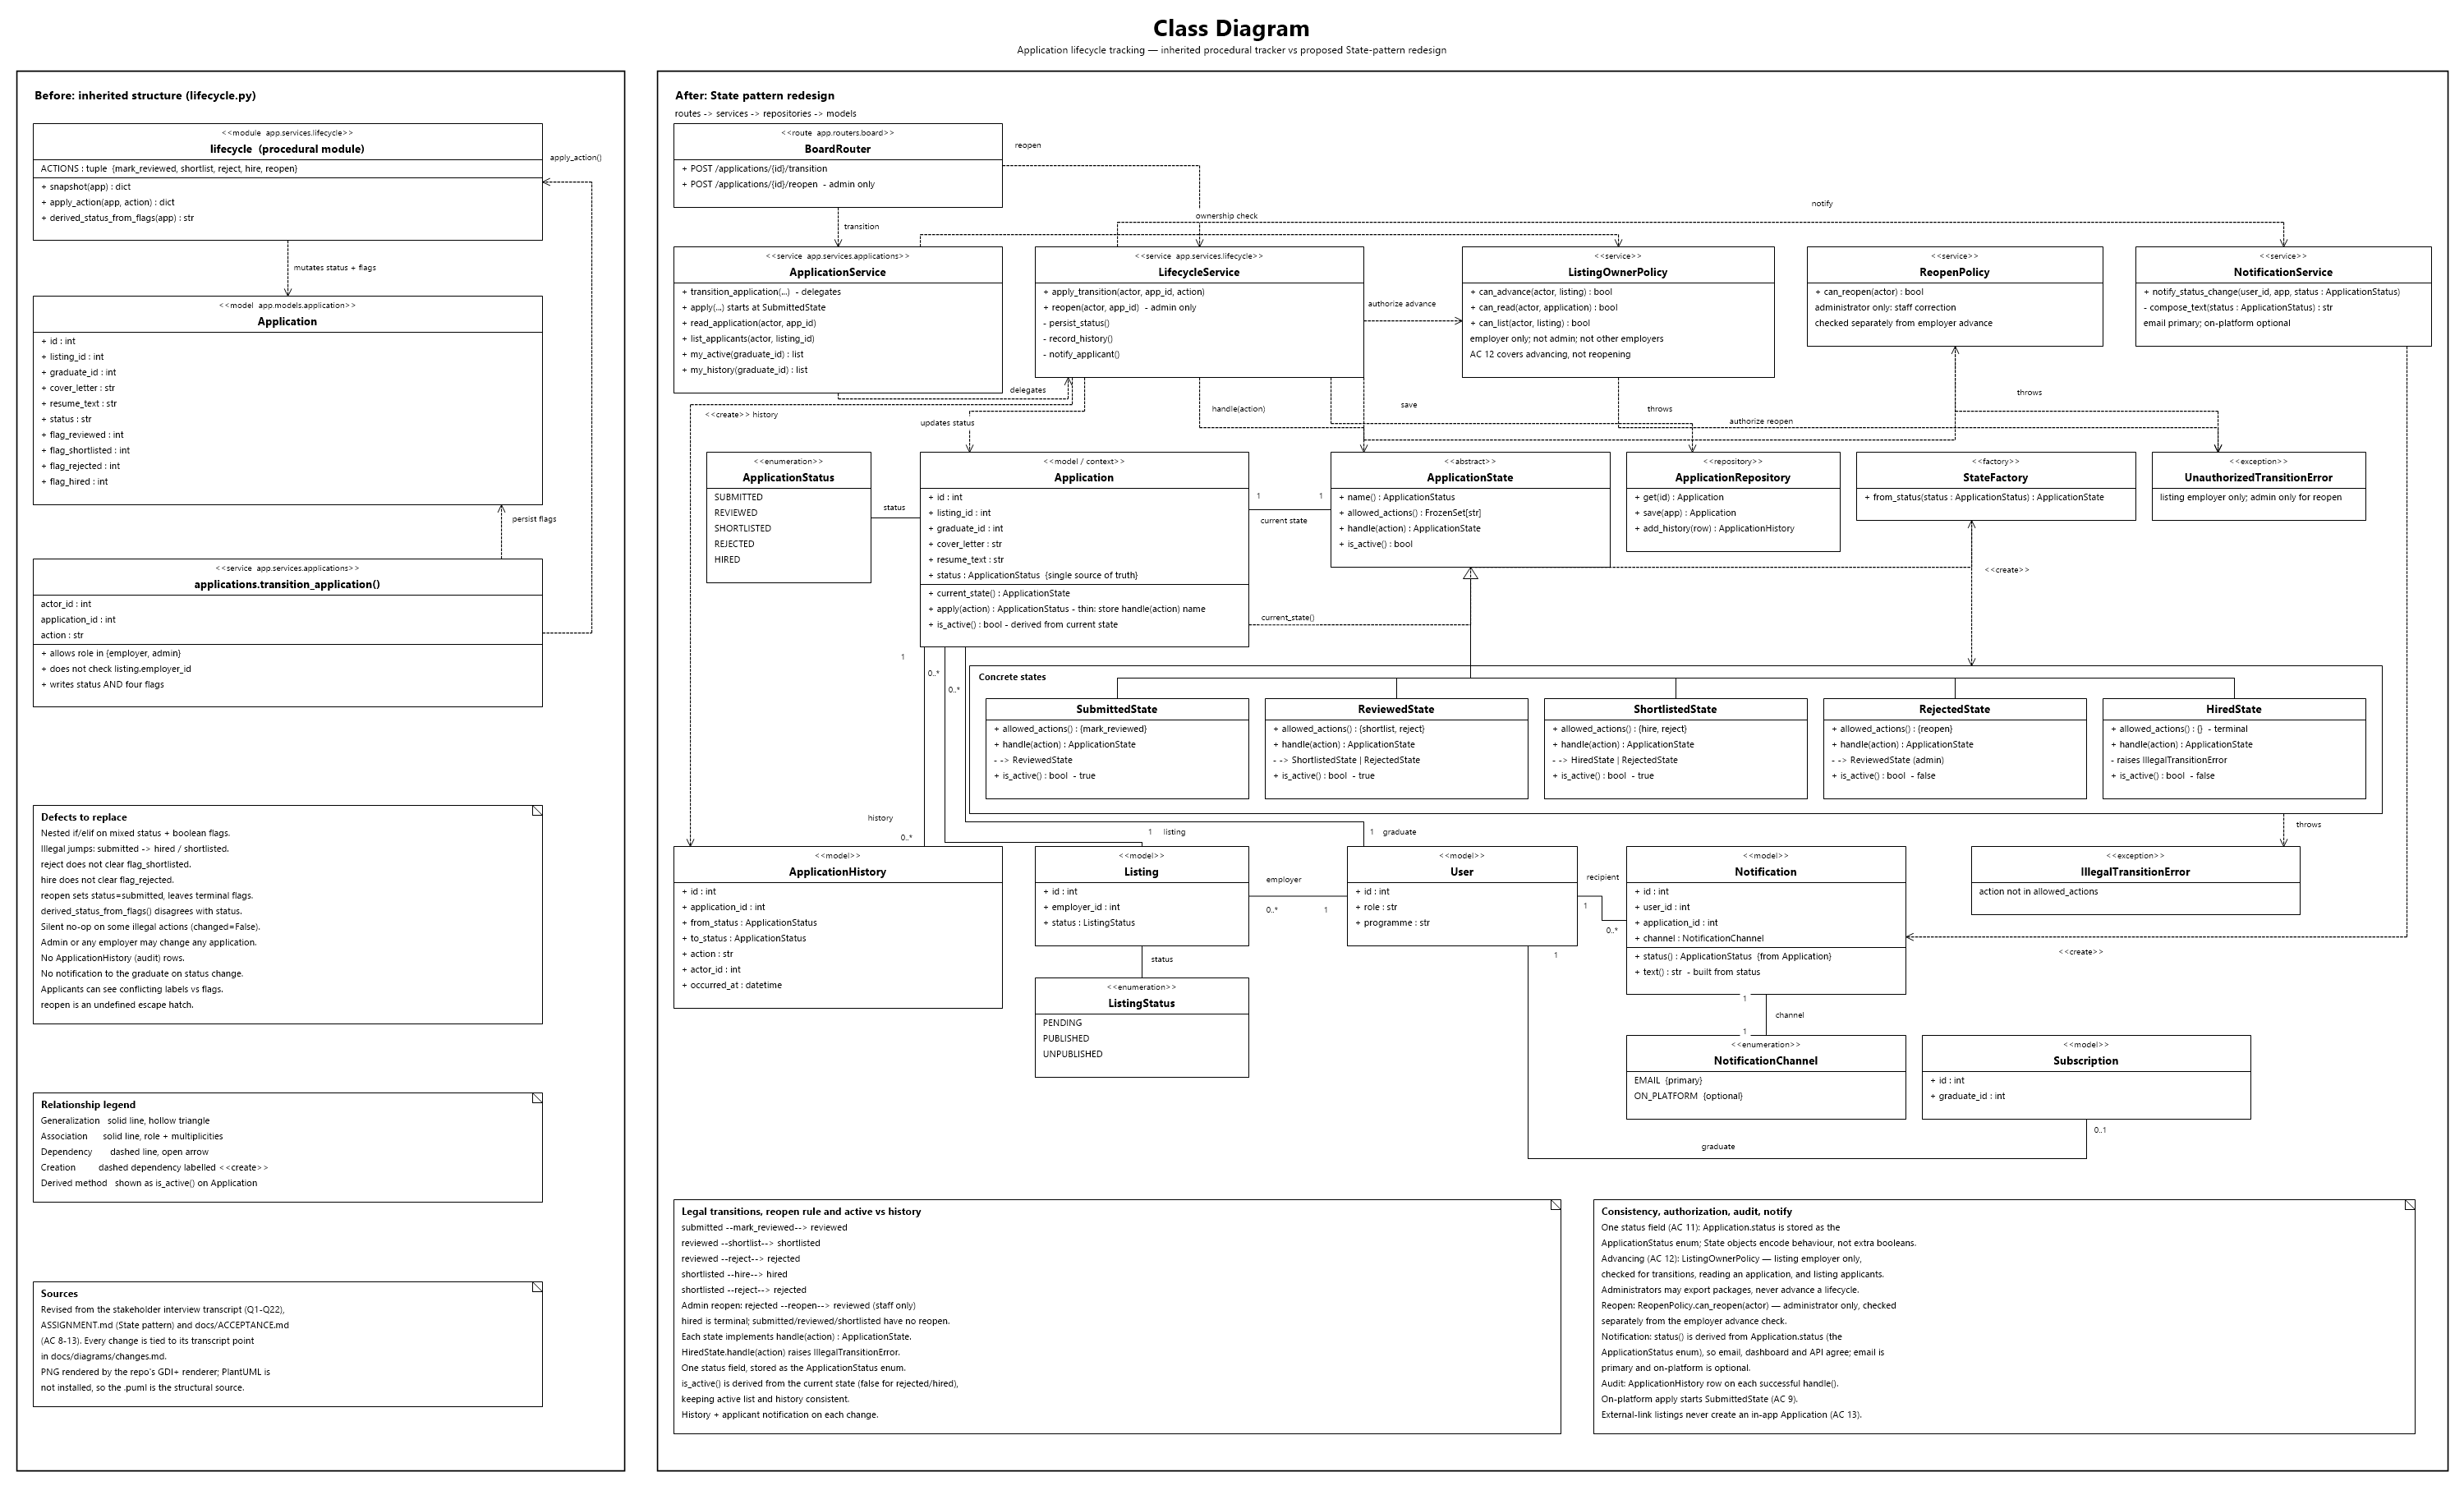 Class Diagram
Application lifecycle tracking — inherited procedural tracker vs proposed State-pattern redesign
Before: inherited structure (lifecycle.py)
<<module app.services.lifecycle>>
lifecycle (procedural module)
ACTIONS : tuple {mark_reviewed, shortlist, reject, hire, reopen}
+ snapshot(app) : dict
+ apply_action(app, action) : dict
+ derived_status_from_flags(app) : str
apply_action()
mutates status + flags
<<model app.models.application>>
Application
+ id : int
+ listing_id : int
+ graduate_id : int
+ cover_letter : str
+ resume_text : str
+ status : str
+ flag_reviewed : int
+ flag_shortlisted : int
+ flag_rejected : int
+ flag_hired : int
persist flags
<<service app.services.applications>>
applications.transition_application()
actor_id : int
application_id : int
action : str
+ allows role in {employer, admin}
+ does not check listing.employer_id
+ writes status AND four flags
Defects to replace
Nested if/elif on mixed status + boolean flags.
Illegal jumps: submitted -> hired / shortlisted.
reject does not clear flag_shortlisted.
hire does not clear flag_rejected.
reopen sets status=submitted, leaves terminal flags.
derived_status_from_flags() disagrees with status.
Silent no-op on some illegal actions (changed=False).
Admin or any employer may change any application.
No ApplicationHistory (audit) rows.
No notification to the graduate on status change.
Applicants can see conflicting labels vs flags.
reopen is an undefined escape hatch.
Relationship legend
Generalization solid line, hollow triangle
Association solid line, role + multiplicities
Dependency dashed line, open arrow
Creation dashed dependency labelled <<create>>
Derived method shown as is_active() on Application
Sources
Revised from the stakeholder interview transcript (Q1-Q22),
ASSIGNMENT.md (State pattern) and docs/ACCEPTANCE.md
(AC 8-13). Every change is tied to its transcript point
in docs/diagrams/changes.md.
PNG rendered by the repo's GDI+ renderer; PlantUML is
not installed, so the .puml is the structural source.
After: State pattern redesign
routes -> services -> repositories -> models
<<route app.routers.board>>
BoardRouter
+ POST /applications/{id}/transition
+ POST /applications/{id}/reopen - admin only
reopen
transition
ownership check
notify
<<service app.services.applications>>
ApplicationService
+ transition_application(...) - delegates
+ apply(...) starts at SubmittedState
+ read_application(actor, app_id)
+ list_applicants(actor, listing_id)
+ my_active(graduate_id) : list
+ my_history(graduate_id) : list
<<service app.services.lifecycle>>
LifecycleService
+ apply_transition(actor, app_id, action)
+ reopen(actor, app_id) - admin only
- persist_status()
- record_history()
- notify_applicant()
authorize advance
<<service>>
ListingOwnerPolicy
+ can_advance(actor, listing) : bool
+ can_read(actor, application) : bool
+ can_list(actor, listing) : bool
employer only; not admin; not other employers
AC 12 covers advancing, not reopening
<<service>>
ReopenPolicy
+ can_reopen(actor) : bool
administrator only: staff correction
checked separately from employer advance
<<service>>
NotificationService
+ notify_status_change(user_id, app, status : ApplicationStatus)
- compose_text(status : ApplicationStatus) : str
email primary; on-platform optional
delegates
<<create>> history
updates status
handle(action)
save
throws
authorize reopen
throws
<<enumeration>>
ApplicationStatus
SUBMITTED
REVIEWED
SHORTLISTED
REJECTED
HIRED
status
<<model / context>>
Application
+ id : int
+ listing_id : int
+ graduate_id : int
+ cover_letter : str
+ resume_text : str
+ status : ApplicationStatus {single source of truth}
+ current_state() : ApplicationState
+ apply(action) : ApplicationStatus - thin: store handle(action) name
+ is_active() : bool - derived from current state
1
1
current state
current_state()
<<abstract>>
ApplicationState
+ name() : ApplicationStatus
+ allowed_actions() : FrozenSet[str]
+ handle(action) : ApplicationState
+ is_active() : bool
<<repository>>
ApplicationRepository
+ get(id) : Application
+ save(app) : Application
+ add_history(row) : ApplicationHistory
<<factory>>
StateFactory
+ from_status(status : ApplicationStatus) : ApplicationState
<<exception>>
UnauthorizedTransitionError
listing employer only; admin only for reopen
<<create>>
1
0..*
0..*
Concrete states
SubmittedState
+ allowed_actions() : {mark_reviewed}
+ handle(action) : ApplicationState
- -> ReviewedState
+ is_active() : bool - true
ReviewedState
+ allowed_actions() : {shortlist, reject}
+ handle(action) : ApplicationState
- -> ShortlistedState | RejectedState
+ is_active() : bool - true
ShortlistedState
+ allowed_actions() : {hire, reject}
+ handle(action) : ApplicationState
- -> HiredState | RejectedState
+ is_active() : bool - true
RejectedState
+ allowed_actions() : {reopen}
+ handle(action) : ApplicationState
- -> ReviewedState (admin)
+ is_active() : bool - false
HiredState
+ allowed_actions() : {} - terminal
+ handle(action) : ApplicationState
- raises IllegalTransitionError
+ is_active() : bool - false
history
0..*
1 listing
1 graduate
throws
<<model>>
ApplicationHistory
+ id : int
+ application_id : int
+ from_status : ApplicationStatus
+ to_status : ApplicationStatus
+ action : str
+ actor_id : int
+ occurred_at : datetime
<<model>>
Listing
+ id : int
+ employer_id : int
+ status : ListingStatus
employer
0..*
1
<<model>>
User
+ id : int
+ role : str
+ programme : str
recipient
1
0..*
1
<<model>>
Notification
+ id : int
+ user_id : int
+ application_id : int
+ channel : NotificationChannel
+ status() : ApplicationStatus {from Application}
+ text() : str - built from status
<<exception>>
IllegalTransitionError
action not in allowed_actions
<<create>>
status
<<enumeration>>
ListingStatus
PENDING
PUBLISHED
UNPUBLISHED
1
channel
1
<<enumeration>>
NotificationChannel
EMAIL {primary}
ON_PLATFORM {optional}
<<model>>
Subscription
+ id : int
+ graduate_id : int
0..1
graduate
Legal transitions, reopen rule and active vs history
submitted --mark_reviewed--> reviewed
reviewed --shortlist--> shortlisted
reviewed --reject--> rejected
shortlisted --hire--> hired
shortlisted --reject--> rejected
Admin reopen: rejected --reopen--> reviewed (staff only)
hired is terminal; submitted/reviewed/shortlisted have no reopen.
Each state implements handle(action) : ApplicationState.
HiredState.handle(action) raises IllegalTransitionError.
One status field, stored as the ApplicationStatus enum.
is_active() is derived from the current state (false for rejected/hired),
keeping active list and history consistent.
History + applicant notification on each change.
Consistency, authorization, audit, notify
One status field (AC 11): Application.status is stored as the
ApplicationStatus enum; State objects encode behaviour, not extra booleans.
Advancing (AC 12): ListingOwnerPolicy — listing employer only,
checked for transitions, reading an application, and listing applicants.
Administrators may export packages, never advance a lifecycle.
Reopen: ReopenPolicy.can_reopen(actor) — administrator only, checked
separately from the employer advance check.
Notification: status() is derived from Application.status (the
ApplicationStatus enum), so email, dashboard and API agree; email is
primary and on-platform is optional.
Audit: ApplicationHistory row on each successful handle().
On-platform apply starts SubmittedState (AC 9).
External-link listings never create an in-app Application (AC 13).